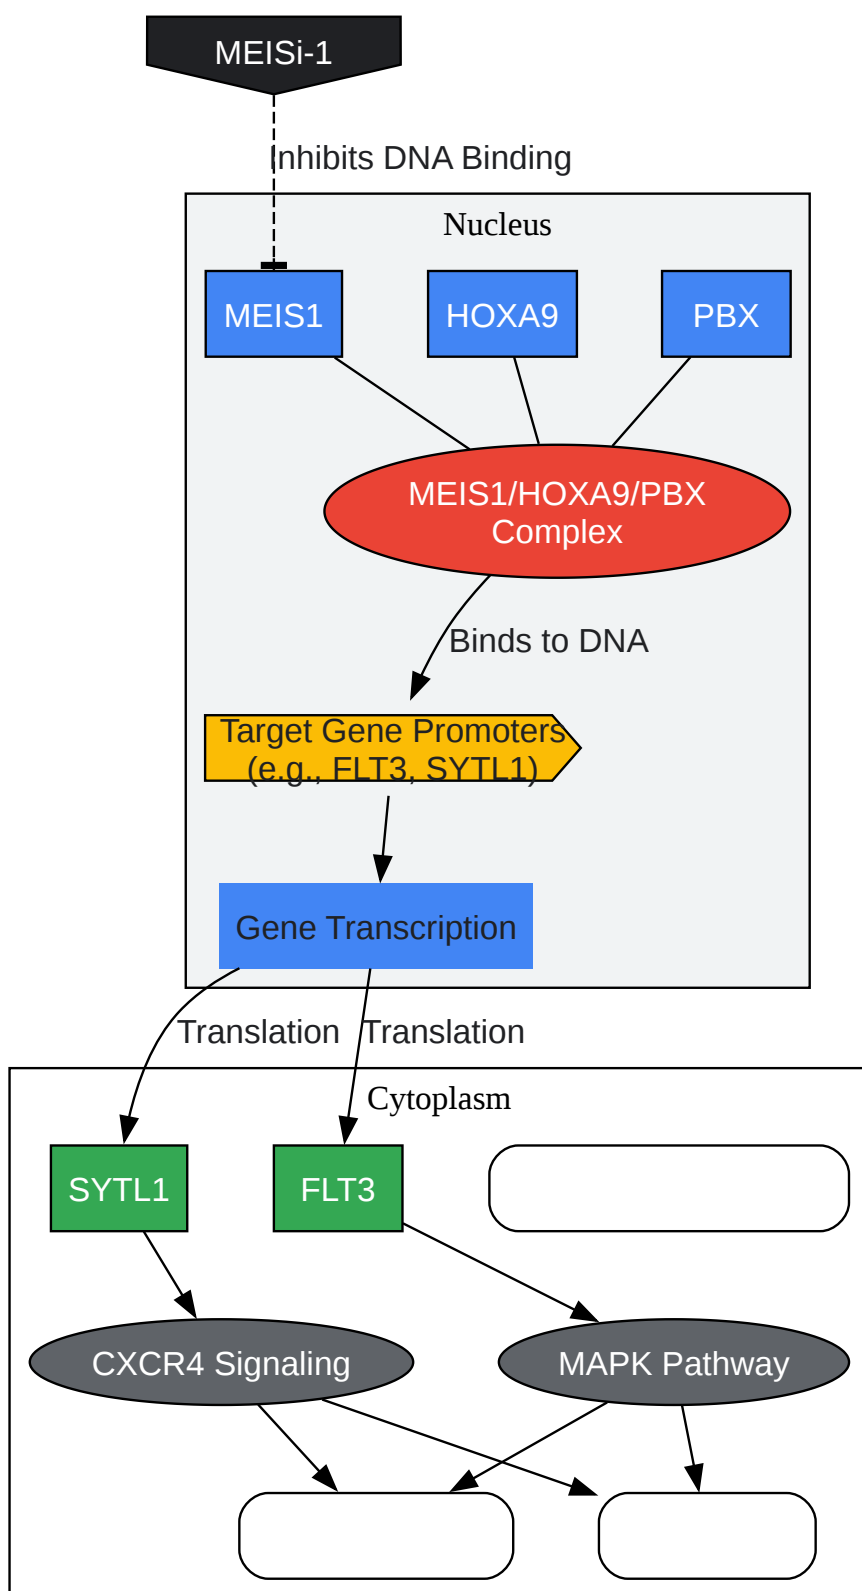 MEISi-1
Inhibits DNA Binding
Nucleus
MEIS1
HOXA9
PBX
MEIS1/HOXA9/PBX
Complex
Binds to DNA
Target Gene Promoters
(e.g., FLT3, SYTL1)
Gene Transcription
Translation
Translation
Cytoplasm
SYTL1
FLT3
CXCR4 Signaling
MAPK Pathway